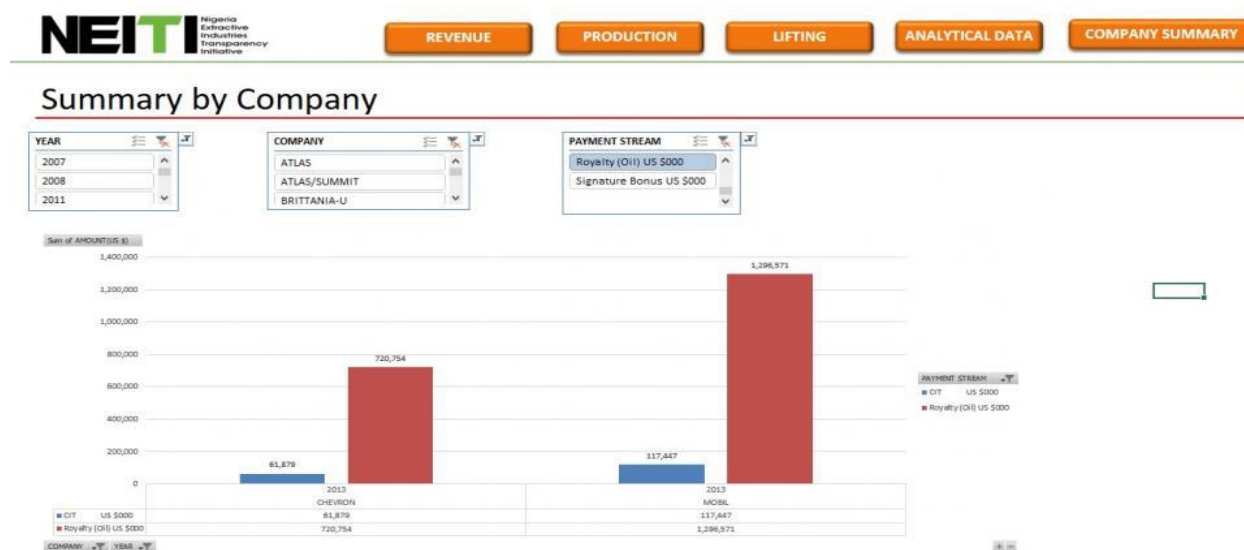 NEITI
Nigeria
Extractive
Industries
Transparency
Initiative
REVENUE
PRODUCTION
LIFTING
ANALYTICAL DATA
COMPANY SUMMARY
Summary by Company
YEAR
2007
2008
2011
COMPANY
ATLAS
ATLAS/SUMMIT
BRITTANIA-U
PAYMENT STREAM
Royalty (Oil) US $000
Signature Bonus US $000
Sum of AMOUNT(US $)
1,400,000
1,200,000
1,000,000
800,000
600,000
400,000
200,000
0
61,879
720,754
117,447
1,296,571
2013
2013
CHEVRON
MOBIL
CIT US $000
61,879
117,447
Royalty (Oil) US $000
720,754
1,296,571
PAYMENT STREAM
CIT US $000
Royalty (Oil) US $000
COMPANY YEAR